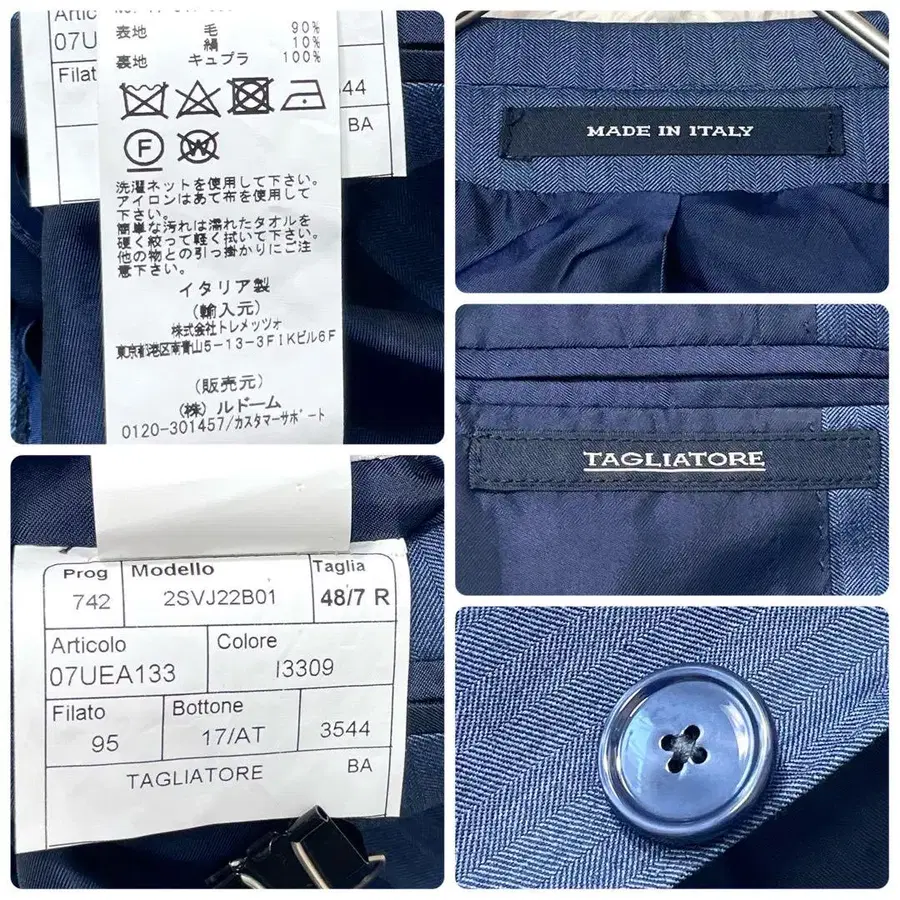 Artic
07U
Filat
44
BA
表地 毛 90%
絹 10%
裏地 キュプラ 100%
F
W
洗濯ネットを使用して下さい。
アイロンはあて布を使用して
下さい。
簡単な汚れは濡れたタオルを
硬く絞って軽く拭いて下さい。
他の物との引っ掛かりにご注
意下さい。
イタリア製
(輸入元)
株式会社トレメッツォ
東京都港区南青山5-13-3FIKビル6F
(販売元)
(株) ルドーム
0120-301457/カスタマーサポート
MADE IN ITALY
TAGLIATORE
Prog Modello Taglia
742 2SVJ22B01 48/7 R
Articolo Colore
07UEA133 I3309
Filato Bottone
95 17/AT 3544
TAGLIATORE BA